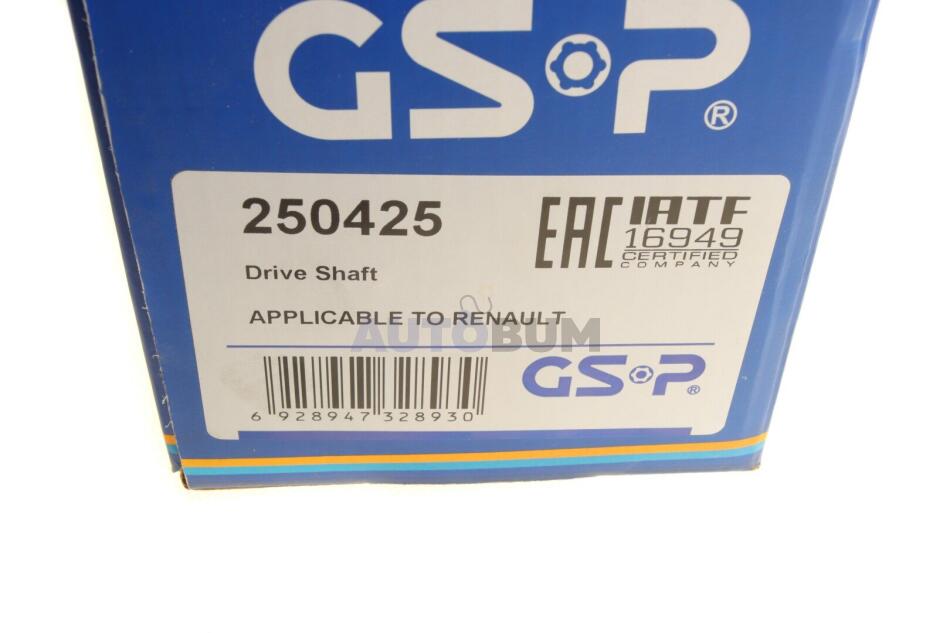 GSP®
250425
EAC
IATF
16949
CERTIFIED
COMPANY
Drive Shaft
APPLICABLE TO RENAULT
AUTOBUM
6 928947 328930
GSP®